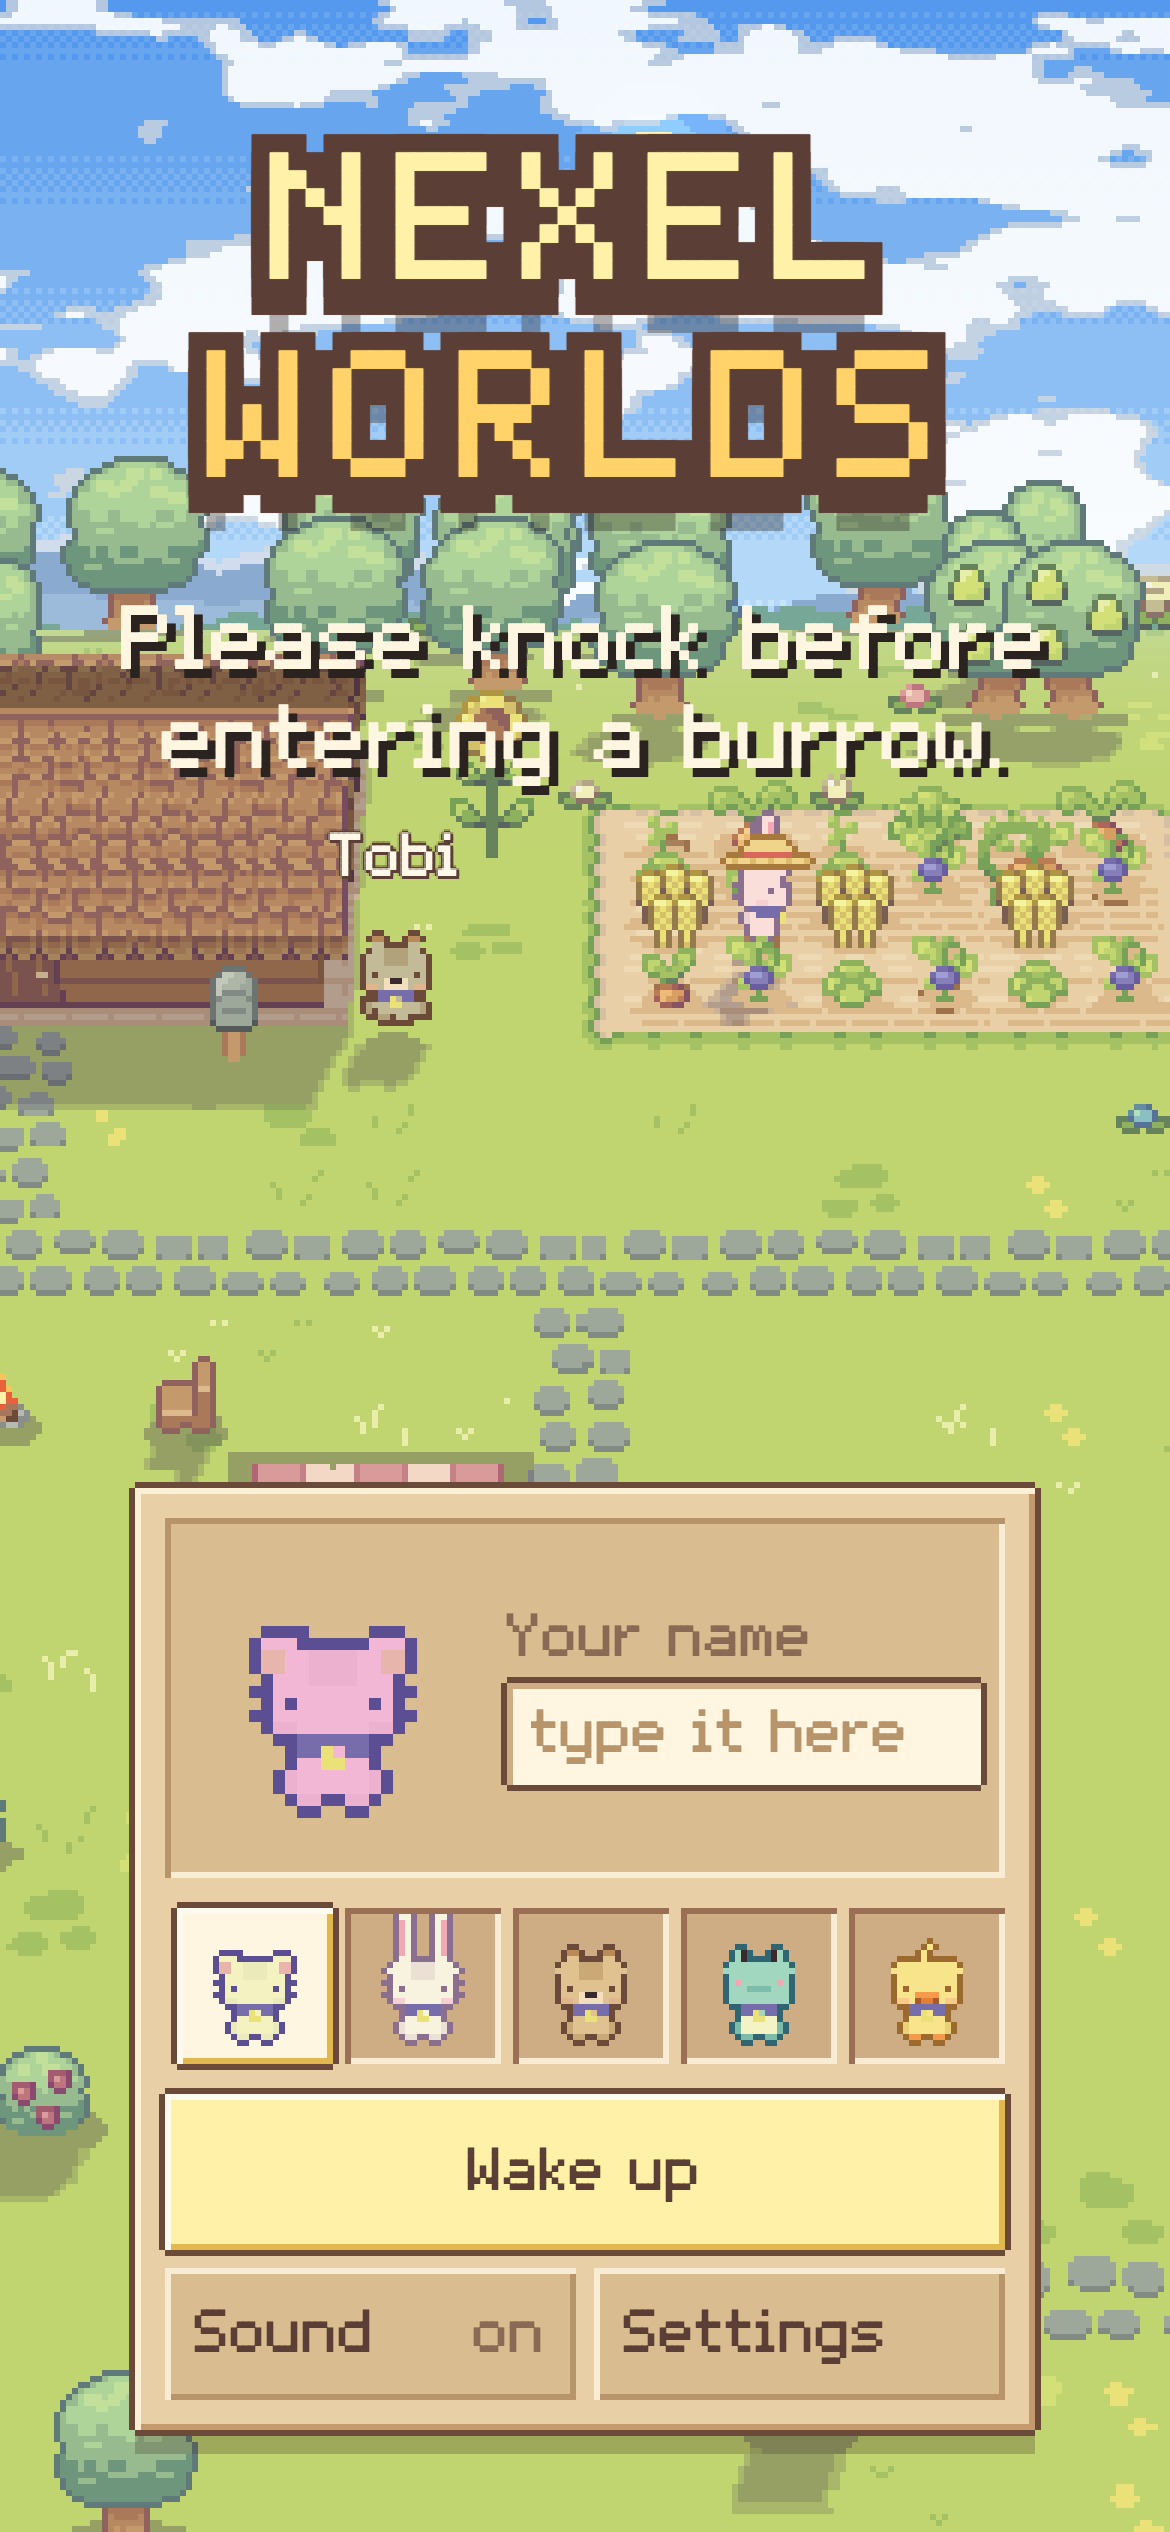 NEXEL
WORLDS
Please knock before
entering a burrow.
Tobi
Your name
type it here
Wake up
Sound on
Settings